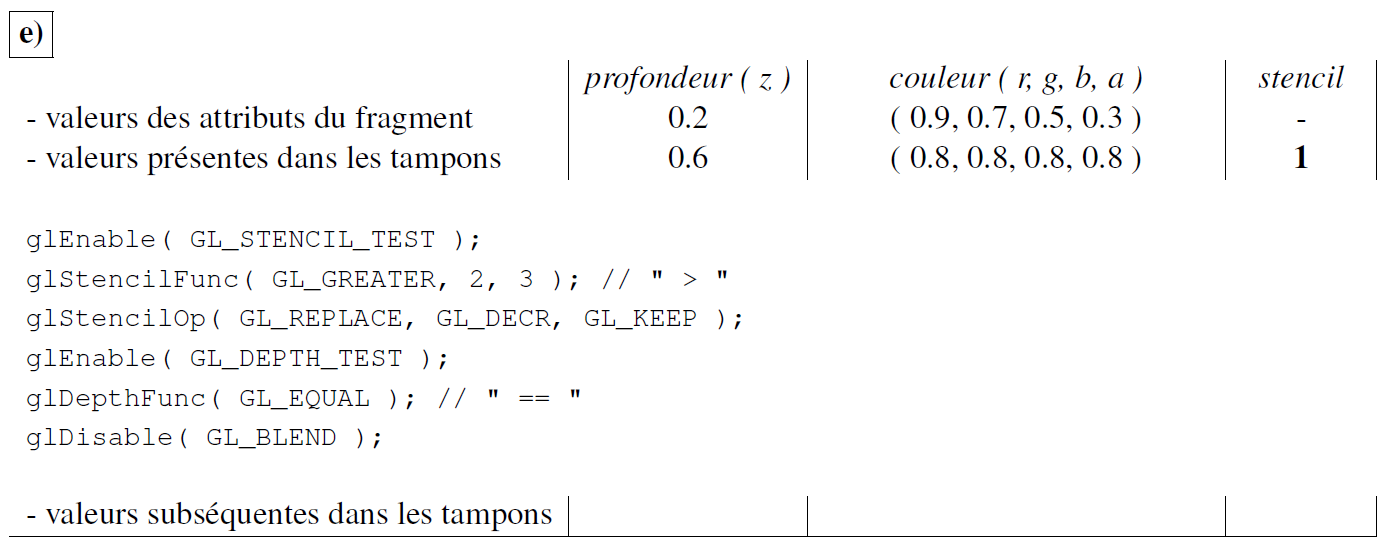 e)
profondeur ( z ) couleur ( r, g, b, a ) stencil
- valeurs des attributs du fragment 0.2 ( 0.9, 0.7, 0.5, 0.3 ) -
- valeurs présentes dans les tampons 0.6 ( 0.8, 0.8, 0.8, 0.8 ) 1
glEnable( GL_STENCIL_TEST );
glStencilFunc( GL_GREATER, 2, 3 ); // " > "
glStencilOp( GL_REPLACE, GL_DECR, GL_KEEP );
glEnable( GL_DEPTH_TEST );
glDepthFunc( GL_EQUAL ); // " == "
glDisable( GL_BLEND );
- valeurs subséquentes dans les tampons